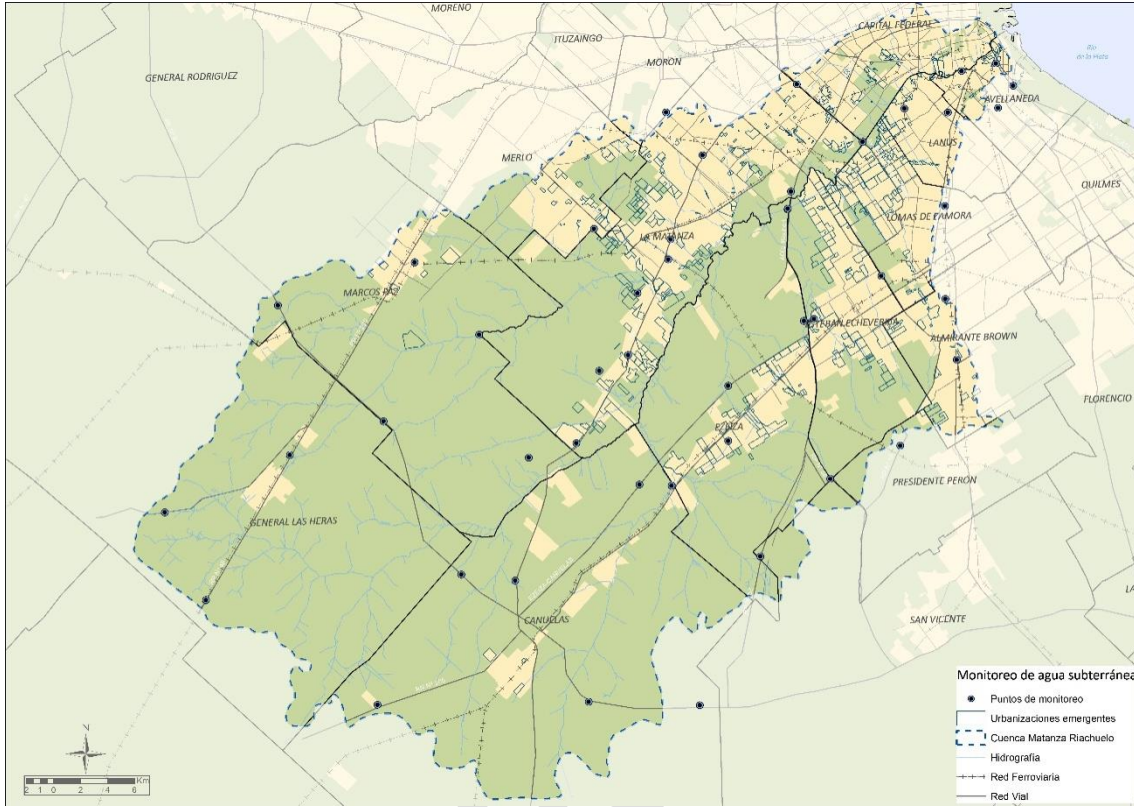 MORENO
CAPITAL FEDERAL
ITUZAINGO
Río
de la Plata
MORON
GENERAL RODRIGUEZ
AVELLANEDA
LANUS
MERLO
QUILMES
LOMAS DE ZAMORA
LA MATANZA
MARCOS PAZ
ESTEBAN ECHEVERRIA
ALMIRANTE BROWN
FLORENCIO
EZEIZA
PRESIDENTE PERON
GENERAL LAS HERAS
CAÑUELAS
SAN VICENTE
LA
Monitoreo de agua subterránea
Puntos de monitoreo
Urbanizaciones emergentes
Cuenca Matanza Riachuelo
Hidrografía
Red Ferroviaria
Red Vial
N
Km
2 1 0 2 4 6